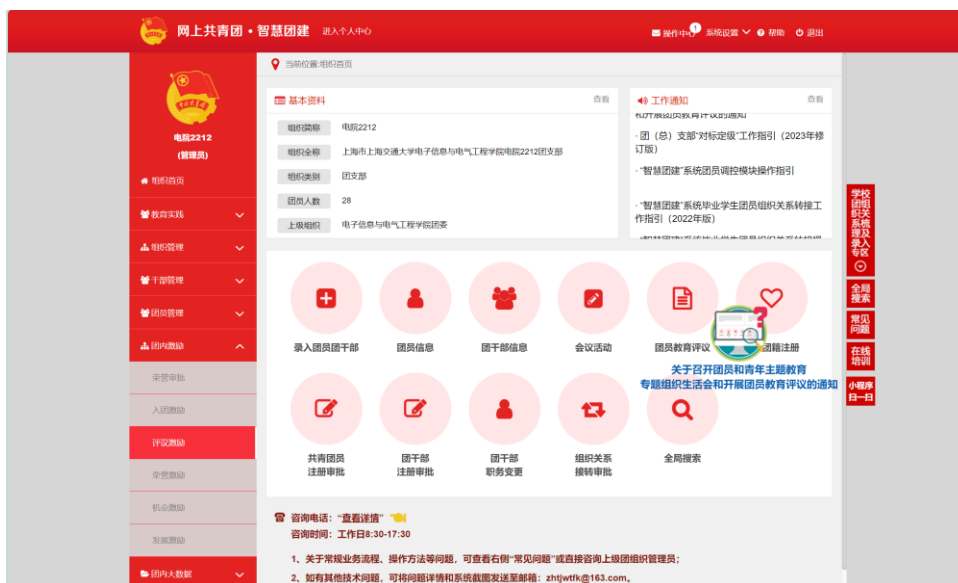 网上共青团·智慧团建 进入个人中心
操作中心 1 系统设置 帮助 退出
电院2212
(管理员)
组织首页
教育实践
组织管理
干部管理
团员管理
团内激励
荣誉审批
入团激励
评议激励
荣誉激励
机会激励
发展激励
团内大数据
当前位置:组织首页
基本资料 查看
组织简称 电院2212
组织全称 上海市上海交通大学电子信息与电气工程学院电院2212团支部
组织类别 团支部
团员人数 28
上级组织 电子信息与电气工程学院团委
工作通知 查看
和开展团员教育评议的通知
· 团（总）支部“对标定级”工作指引（2023年修
订版）
· “智慧团建”系统团员调控模块操作指引
· “智慧团建”系统毕业学生团员组织关系转接工
作指引（2022年版）
录入团员团干部
团员信息
团干部信息
会议活动
团员教育评议
团籍注册
关于召开团员和青年主题教育
专题组织生活会和开展团员教育评议的通知
共青团员
注册审批
团干部
注册审批
团干部
职务变更
组织关系
接转审批
全局搜索
咨询电话：“查看详情”
咨询时间：工作日8:30-17:30
1、关于常规业务流程、操作方法等问题，可查看右侧“常见问题”或直接咨询上级团组织管理员；
2、如有其他技术问题，可将问题详情和系统截图发送至邮箱：zhtjwtfk@163.com。
学校
团组
织关
系梳
理及
录入
专区
全局
搜索
常见
问题
在线
培训
小程序
扫一扫